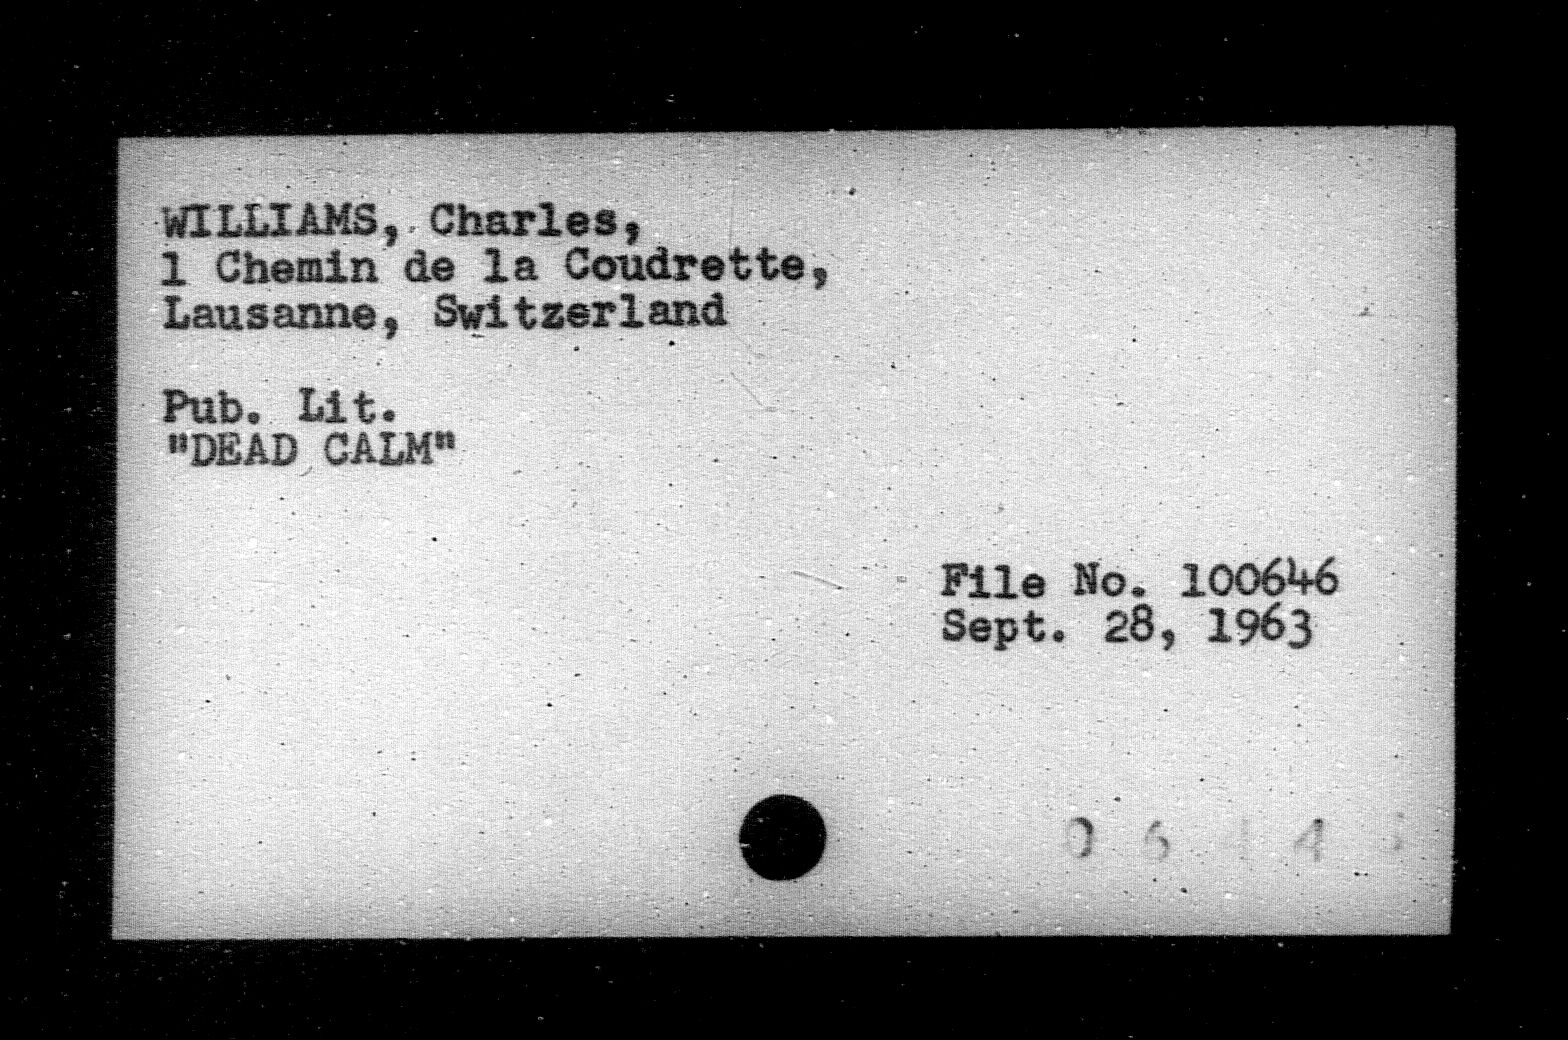 WILLIAMS, Charles,
1 Chemin de la Coudrette,
Lausanne, Switzerland
Pub. Lit.
"DEAD CALM"
File No. 100646
Sept. 28, 1963